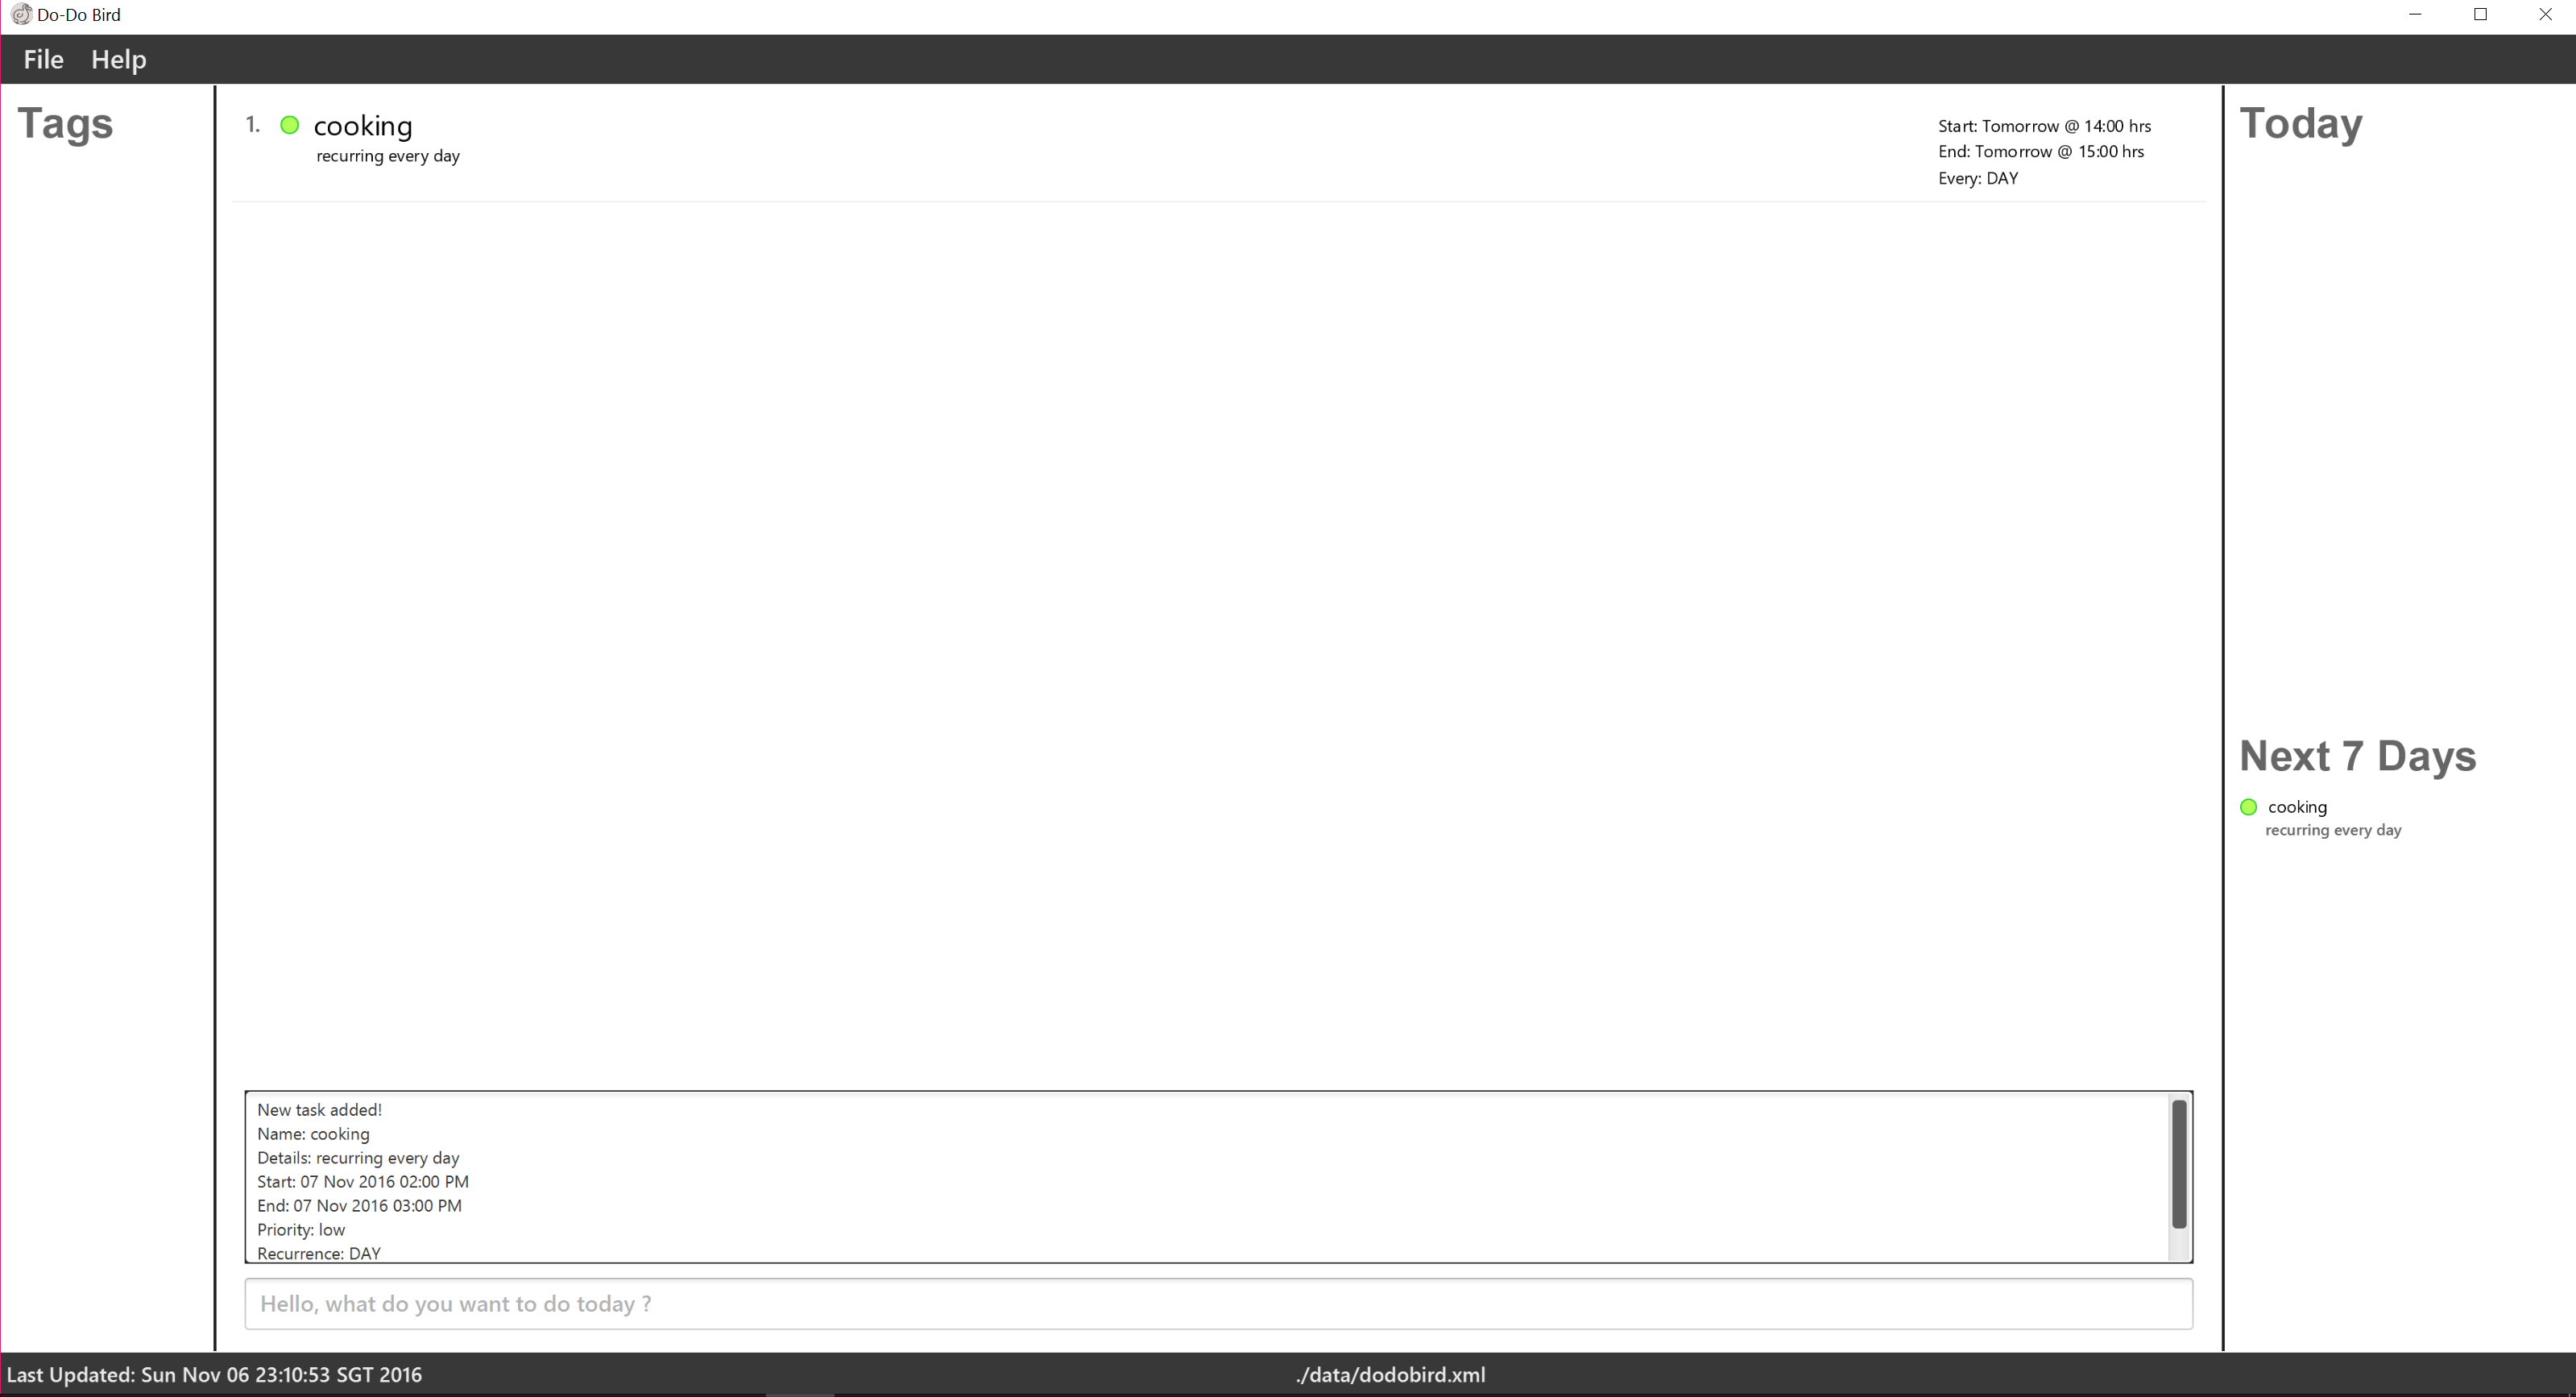 Do-Do Bird
File Help
Tags
1. cooking
recurring every day
Start: Tomorrow @ 14:00 hrs
End: Tomorrow @ 15:00 hrs
Every: DAY
Today
Next 7 Days
cooking
recurring every day
New task added!
Name: cooking
Details: recurring every day
Start: 07 Nov 2016 02:00 PM
End: 07 Nov 2016 03:00 PM
Priority: low
Recurrence: DAY
Hello, what do you want to do today ?
Last Updated: Sun Nov 06 23:10:53 SGT 2016
./data/dodobird.xml